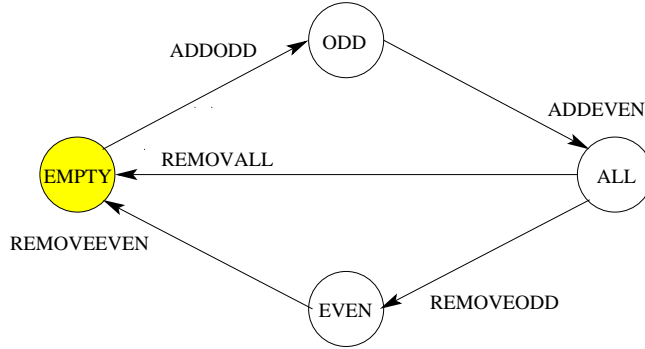 ODD
ADDODD
ADDEVEN
REMOVALL
EMPTY
ALL
REMOVEEVEN
REMOVEODD
EVEN